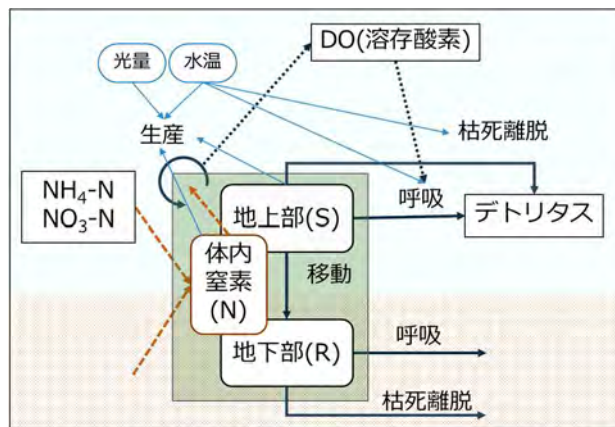 DO(溶存酸素)
光量
水温
生産
枯死離脱
NH₄-N
NO₃-N
地上部(S)
呼吸
デトリタス
体内
窒素
(N)
移動
地下部(R)
呼吸
枯死離脱